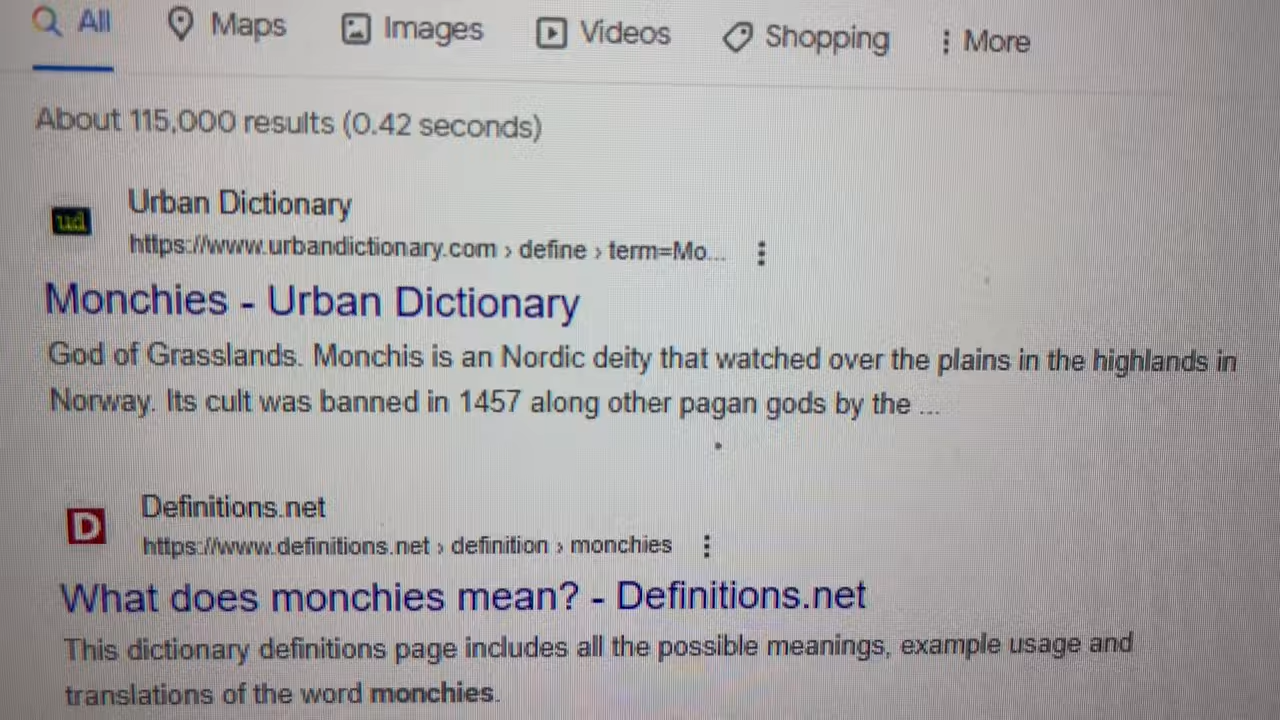 All Maps Images Videos Shopping More
About 115,000 results (0.42 seconds)
ud
Urban Dictionary
https://www.urbandictionary.com › define › term=Mo...
Monchies - Urban Dictionary
God of Grasslands. Monchis is an Nordic deity that watched over the plains in the highlands in
Norway. Its cult was banned in 1457 along other pagan gods by the ...
D
Definitions.net
https://www.definitions.net › definition › monchies
What does monchies mean? - Definitions.net
This dictionary definitions page includes all the possible meanings, example usage and
translations of the word monchies.